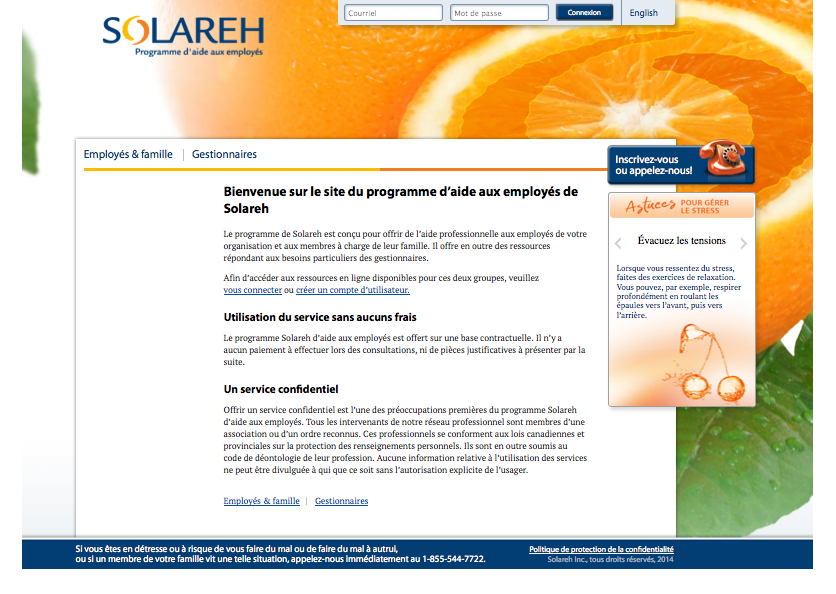 SOLAREH
Programme d'aide aux employés
Courriel
Mot de passe
Connexion
English
Employés & famille
Gestionnaires
Inscrivez-vous
ou appelez-nous!
Bienvenue sur le site du programme d'aide aux employés de
Solareh
Le programme de Solareh est conçu pour offrir de l'aide professionnelle aux employés de votre
organisation et aux membres à charge de leur famille. Il offre en outre des ressources
répondant aux besoins particuliers des gestionnaires.
Afin d'accéder aux ressources en ligne disponibles pour ces deux groupes, veuillez
vous connecter ou créer un compte d'utilisateur.
Utilisation du service sans aucuns frais
Le programme Solareh d'aide aux employés est offert sur une base contractuelle. Il n'y a
aucun paiement à effectuer lors des consultations, ni de pièces justificatives à présenter par la
suite.
Un service confidentiel
Offrir un service confidentiel est l'une des préoccupations premières du programme Solareh
d'aide aux employés. Tous les intervenants de notre réseau professionnel sont membres d'une
association ou d'un ordre reconnus. Ces professionnels se conforment aux lois canadiennes et
provinciales sur la protection des renseignements personnels. Ils sont en outre soumis au
code de déontologie de leur profession. Aucune information relative à l'utilisation des services
ne peut être divulguée à qui que ce soit sans l'autorisation explicite de l'usager.
Employés & famille
Gestionnaires
Astuces POUR GÉRER
LE STRESS
Évacuez les tensions
Lorsque vous ressentez du stress,
faites des exercices de relaxation.
Vous pouvez, par exemple, respirer
profondément en roulant les
épaules vers l'avant, puis vers
l'arrière.
Si vous êtes en détresse ou à risque de vous faire du mal ou de faire du mal à autrui,
ou si un membre de votre famille vit une telle situation, appelez-nous immédiatement au 1-855-544-7722.
Politique de protection de la confidentialité
Solareh Inc., tous droits réservés, 2014